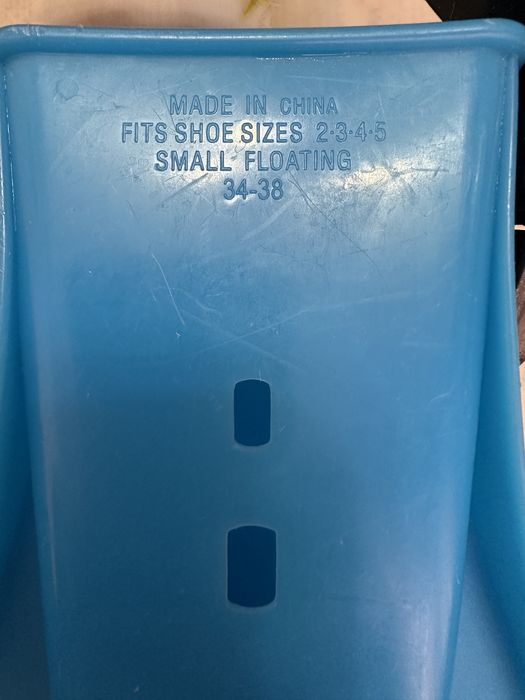 MADE IN CHINA
FITS SHOE SIZES 2·3·4·5
SMALL FLOATING
34-38